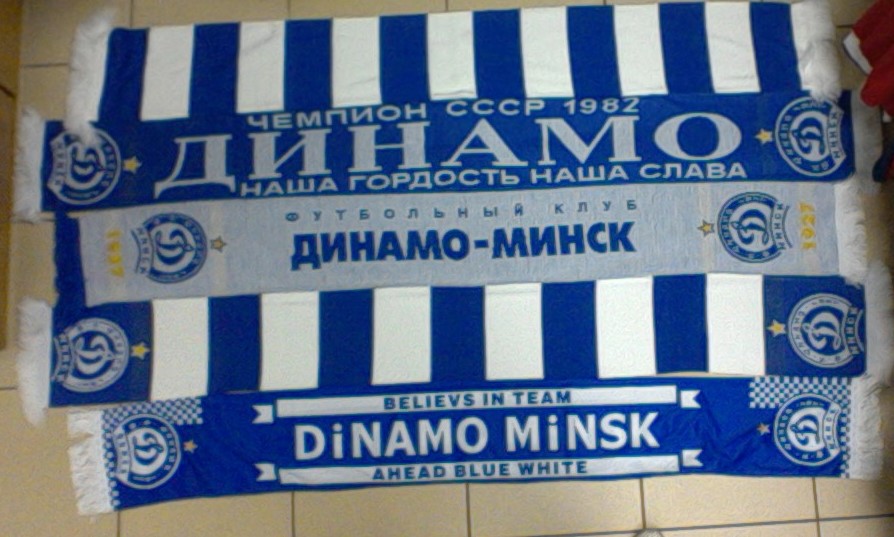 ЧЕМПИОН СССР 1982
ДИНАМО
НАША ГОРДОСТЬ НАША СЛАВА
ФУТБОЛЬНЫЙ КЛУБ
ДИНАМО-МИНСК
1927
1927
BELIEVS IN TEAM
DiNAMO MiNSK
AHEAD BLUE WHITE